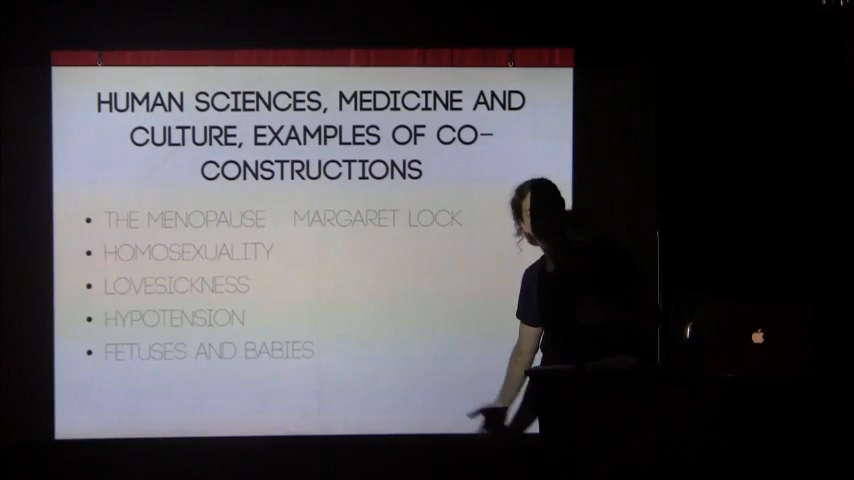 HUMAN SCIENCES, MEDICINE AND
CULTURE, EXAMPLES OF CO-
CONSTRUCTIONS
• THE MENOPAUSE MARGARET LOCK
• HOMOSEXUALITY
• LOVESICKNESS
• HYPOTENSION
• FETUSES AND BABIES